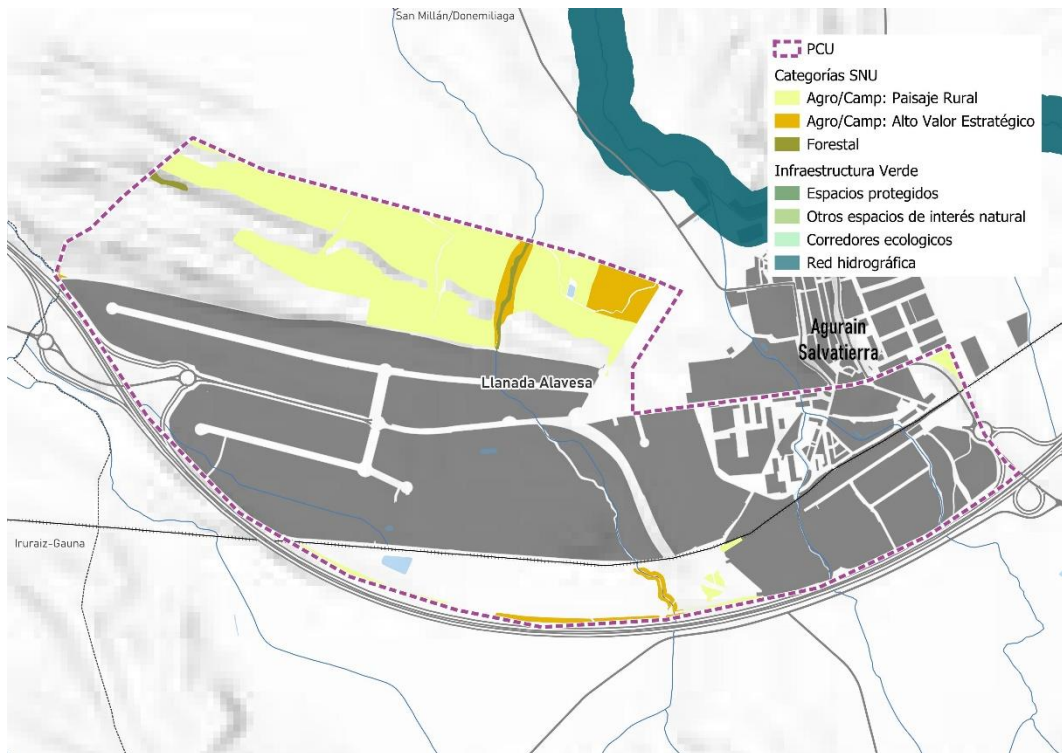 San Millán/Donemiliaga
PCU
Categorías SNU
Agro/Camp: Paisaje Rural
Agro/Camp: Alto Valor Estratégico
Forestal
Infraestructura Verde
Espacios protegidos
Otros espacios de interés natural
Corredores ecologicos
Red hidrográfica
Agurain
Salvatierra
Llanada Alavesa
Iruraiz-Gauna